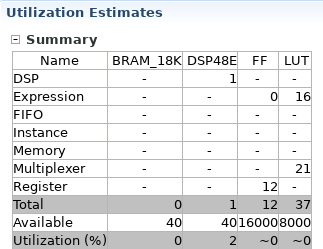 Utilization Estimates
Summary
Name BRAM_18K DSP48E FF LUT
DSP - 1 - -
Expression - - 0 16
FIFO - - - -
Instance - - - -
Memory - - - -
Multiplexer - - - 21
Register - - 12 -
Total 0 1 12 37
Available 40 40 16000 8000
Utilization (%) 0 2 ~0 ~0